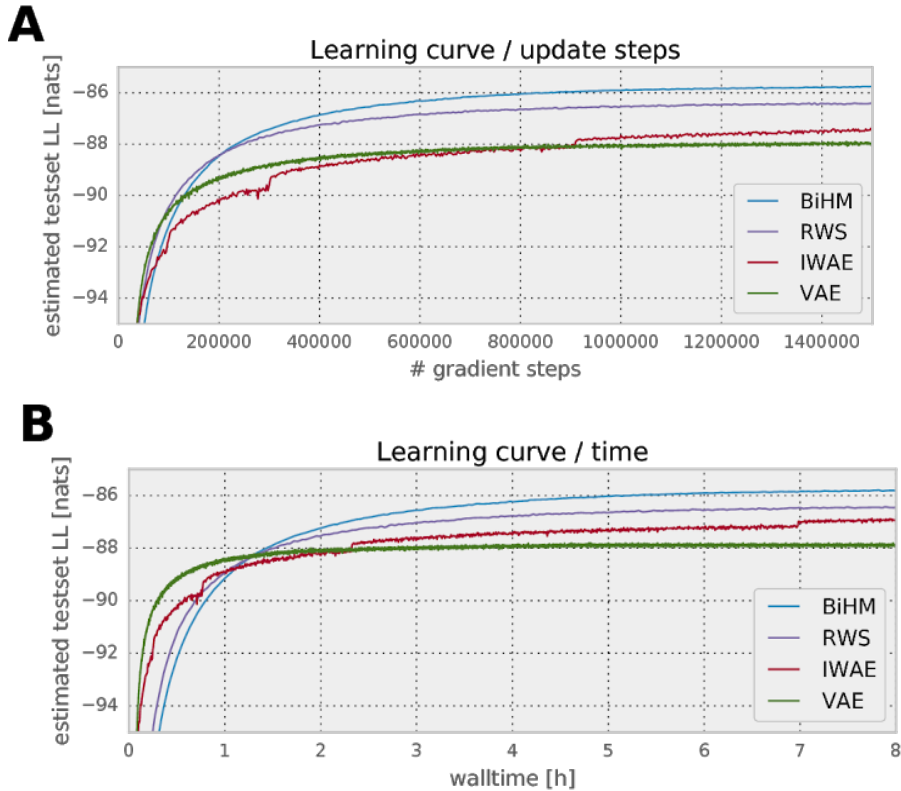 A
Learning curve / update steps
estimated testset LL [nats]
−86
−88
−90
−92
−94
BiHM
RWS
IWAE
VAE
0 200000 400000 600000 800000 1000000 1200000 1400000
# gradient steps
B
Learning curve / time
estimated testset LL [nats]
−86
−88
−90
−92
−94
BiHM
RWS
IWAE
VAE
0 1 2 3 4 5 6 7 8
walltime [h]